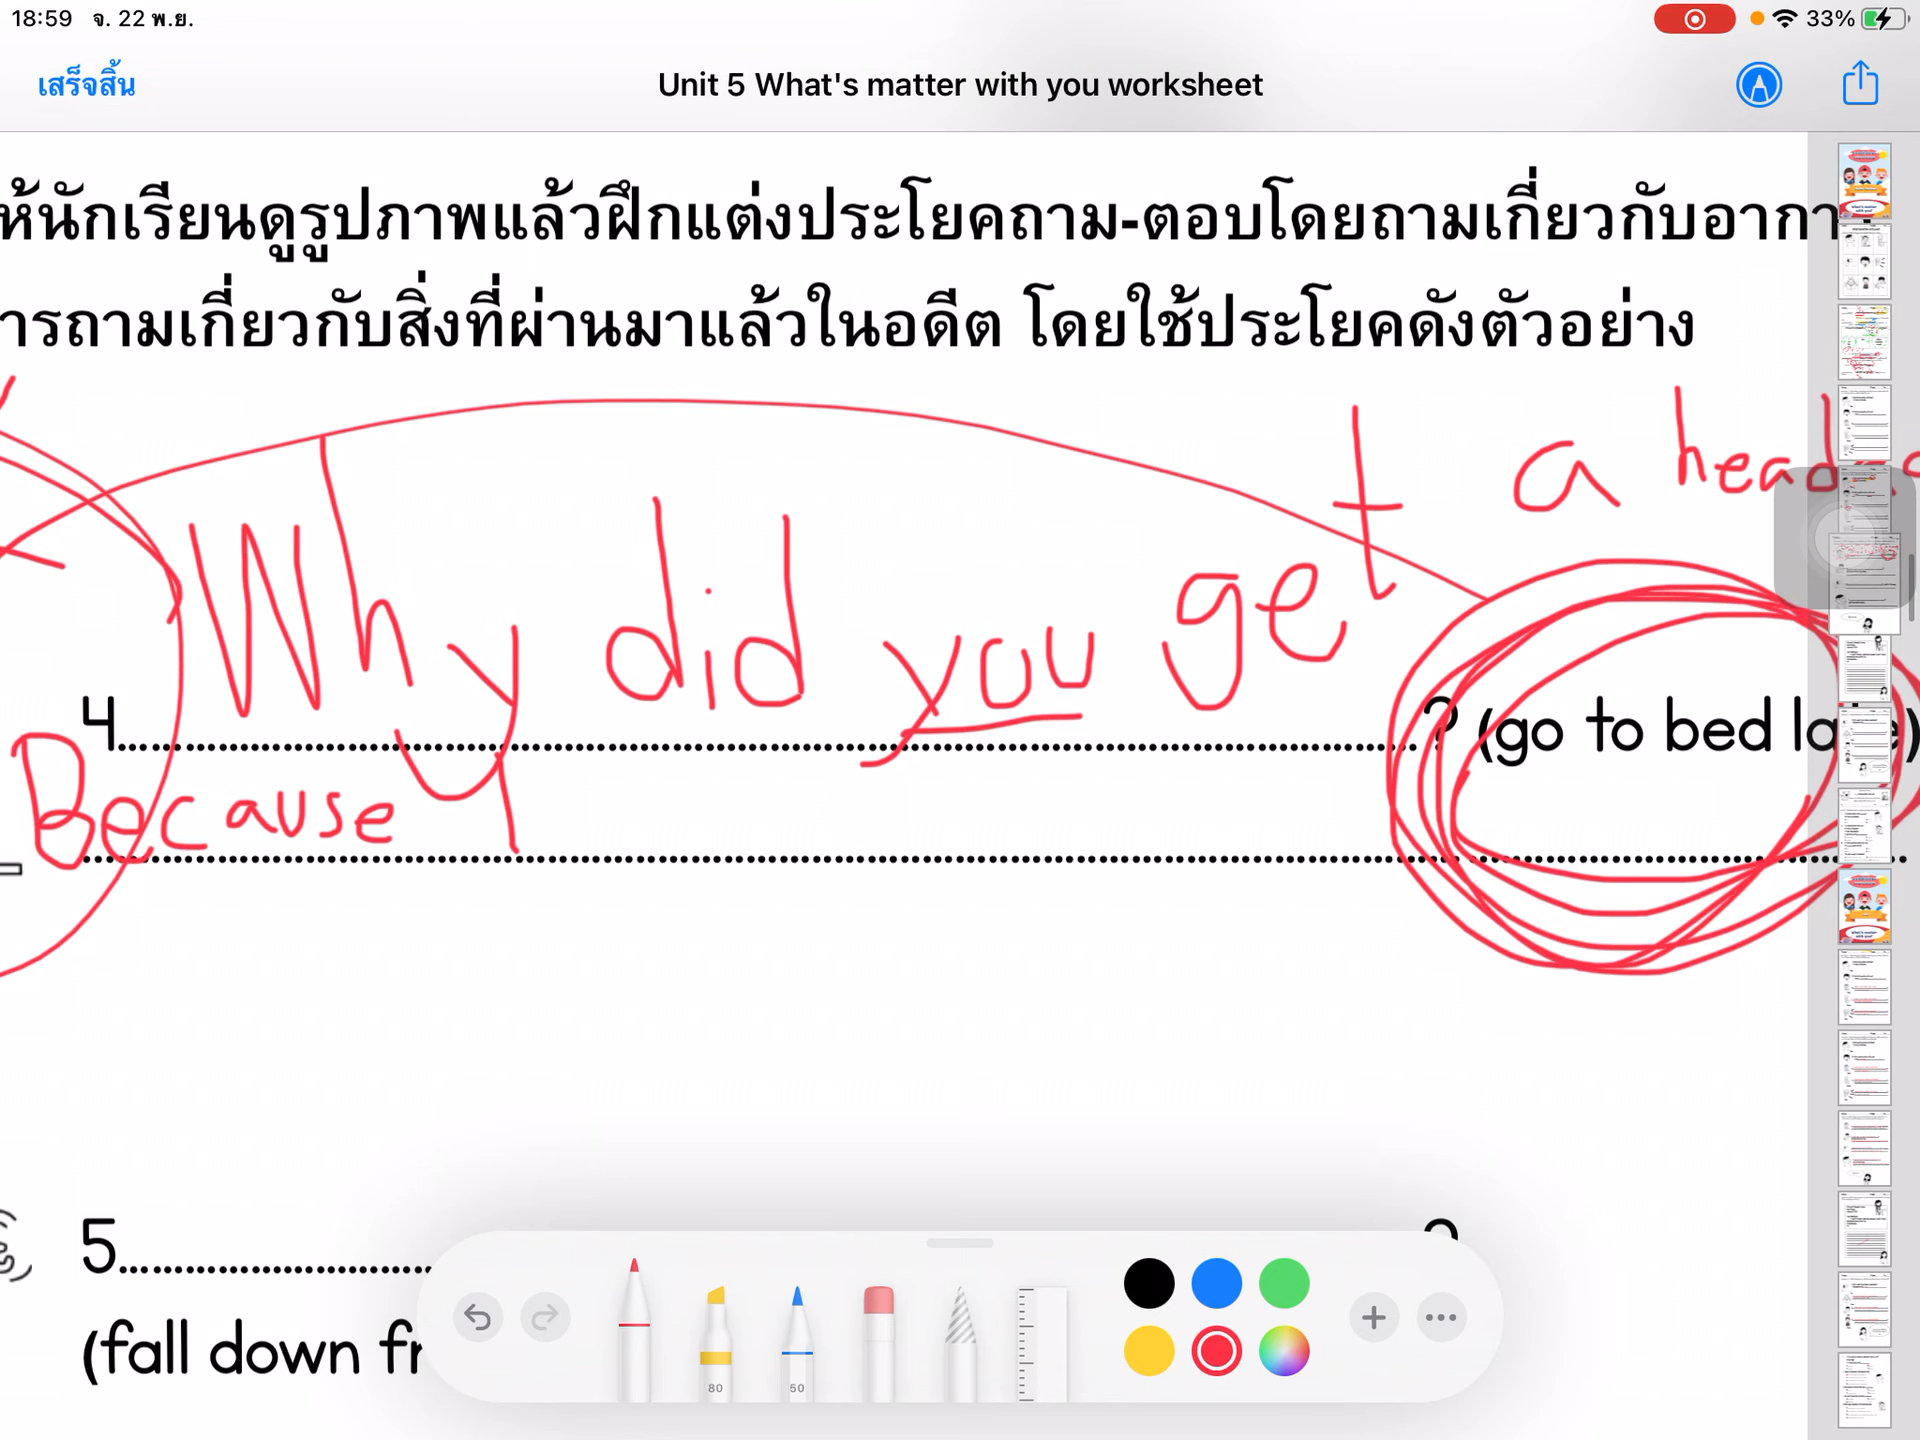 18:59 จ. 22 พ.ย. 33%
เสร็จสิ้น Unit 5 What's matter with you worksheet
ห้นักเรียนดูรูปภาพแล้วฝึกแต่งประโยคถาม-ตอบโดยถามเกี่ยวกับอากา
ารถามเกี่ยวกับสิ่งที่ผ่านมาแล้วในอดีต โดยใช้ประโยคดังตัวอย่าง
Why did you get a head
4 ? (go to bed la e)
Because
5 ?
(fall down fr
80 50